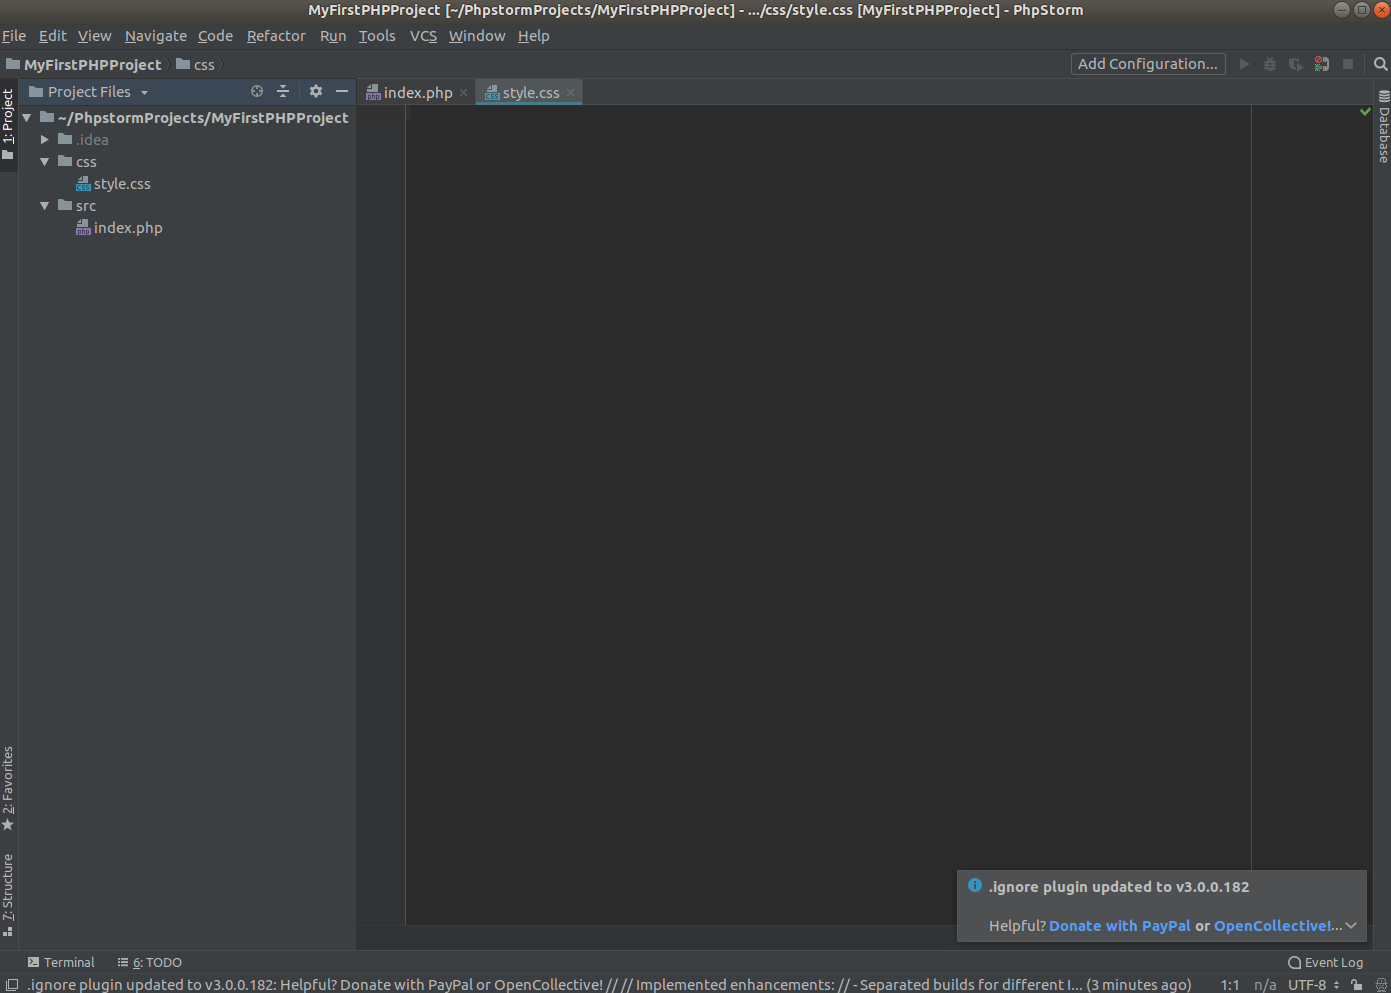 MyFirstPHPProject [~/PhpstormProjects/MyFirstPHPProject] - .../css/style.css [MyFirstPHPProject] - PhpStorm
File Edit View Navigate Code Refactor Run Tools VCS Window Help
MyFirstPHPProject css Add Configuration...
1: Project
Project Files
index.php
style.css
~/PhpstormProjects/MyFirstPHPProject
.idea
css
style.css
src
index.php
Database
2: Favorites
7: Structure
.ignore plugin updated to v3.0.0.182
Helpful? Donate with PayPal or OpenCollective!...
Terminal 6: TODO Event Log
.ignore plugin updated to v3.0.0.182: Helpful? Donate with PayPal or OpenCollective! // // Implemented enhancements: // - Separated builds for different I... (3 minutes ago) 1:1 n/a UTF-8